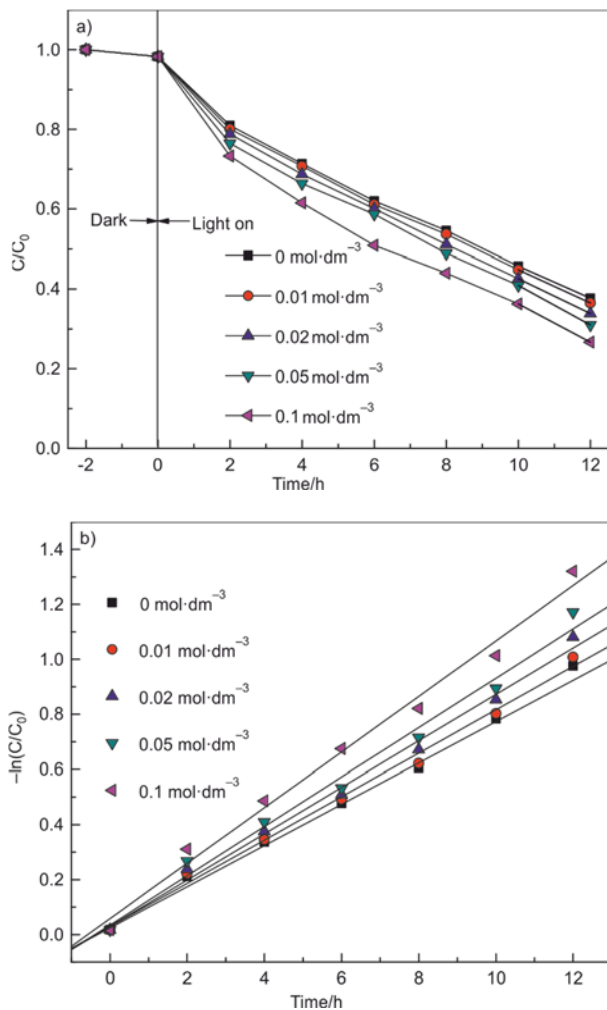 a)
1.0
0.8
0.6
0.4
0.2
0.0
C/C₀
Dark
Light on
0 mol·dm⁻³
0.01 mol·dm⁻³
0.02 mol·dm⁻³
0.05 mol·dm⁻³
0.1 mol·dm⁻³
-2 0 2 4 6 8 10 12
Time/h
b)
1.4
1.2
1.0
0.8
0.6
0.4
0.2
0.0
–ln(C/C₀)
0 mol·dm⁻³
0.01 mol·dm⁻³
0.02 mol·dm⁻³
0.05 mol·dm⁻³
0.1 mol·dm⁻³
0 2 4 6 8 10 12
Time/h